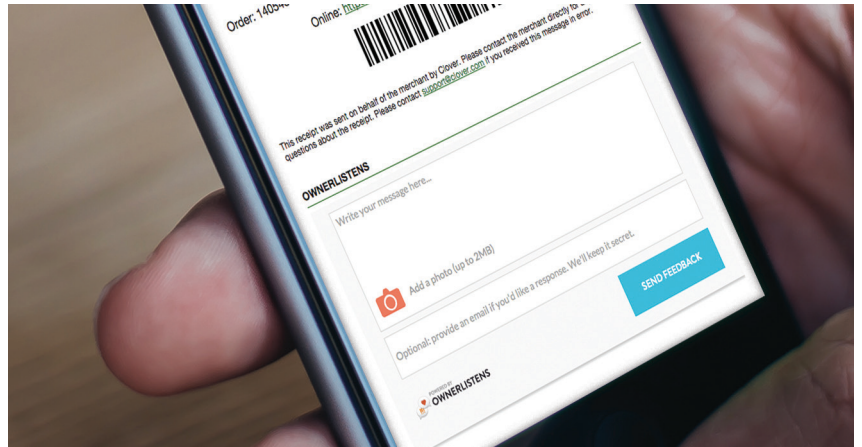 Order: 14054
Online: http
This receipt was sent on behalf of the merchant by Clover. Please contact the merchant directly for
questions about the receipt. Please contact support@clover.com if you received this message in error.
OWNERLISTENS
Write your message here...
Add a photo (up to 2MB)
Optional: provide an email if you'd like a response. We'll keep it secret.
SEND FEEDBACK
POWERED BY
OWNERLISTENS